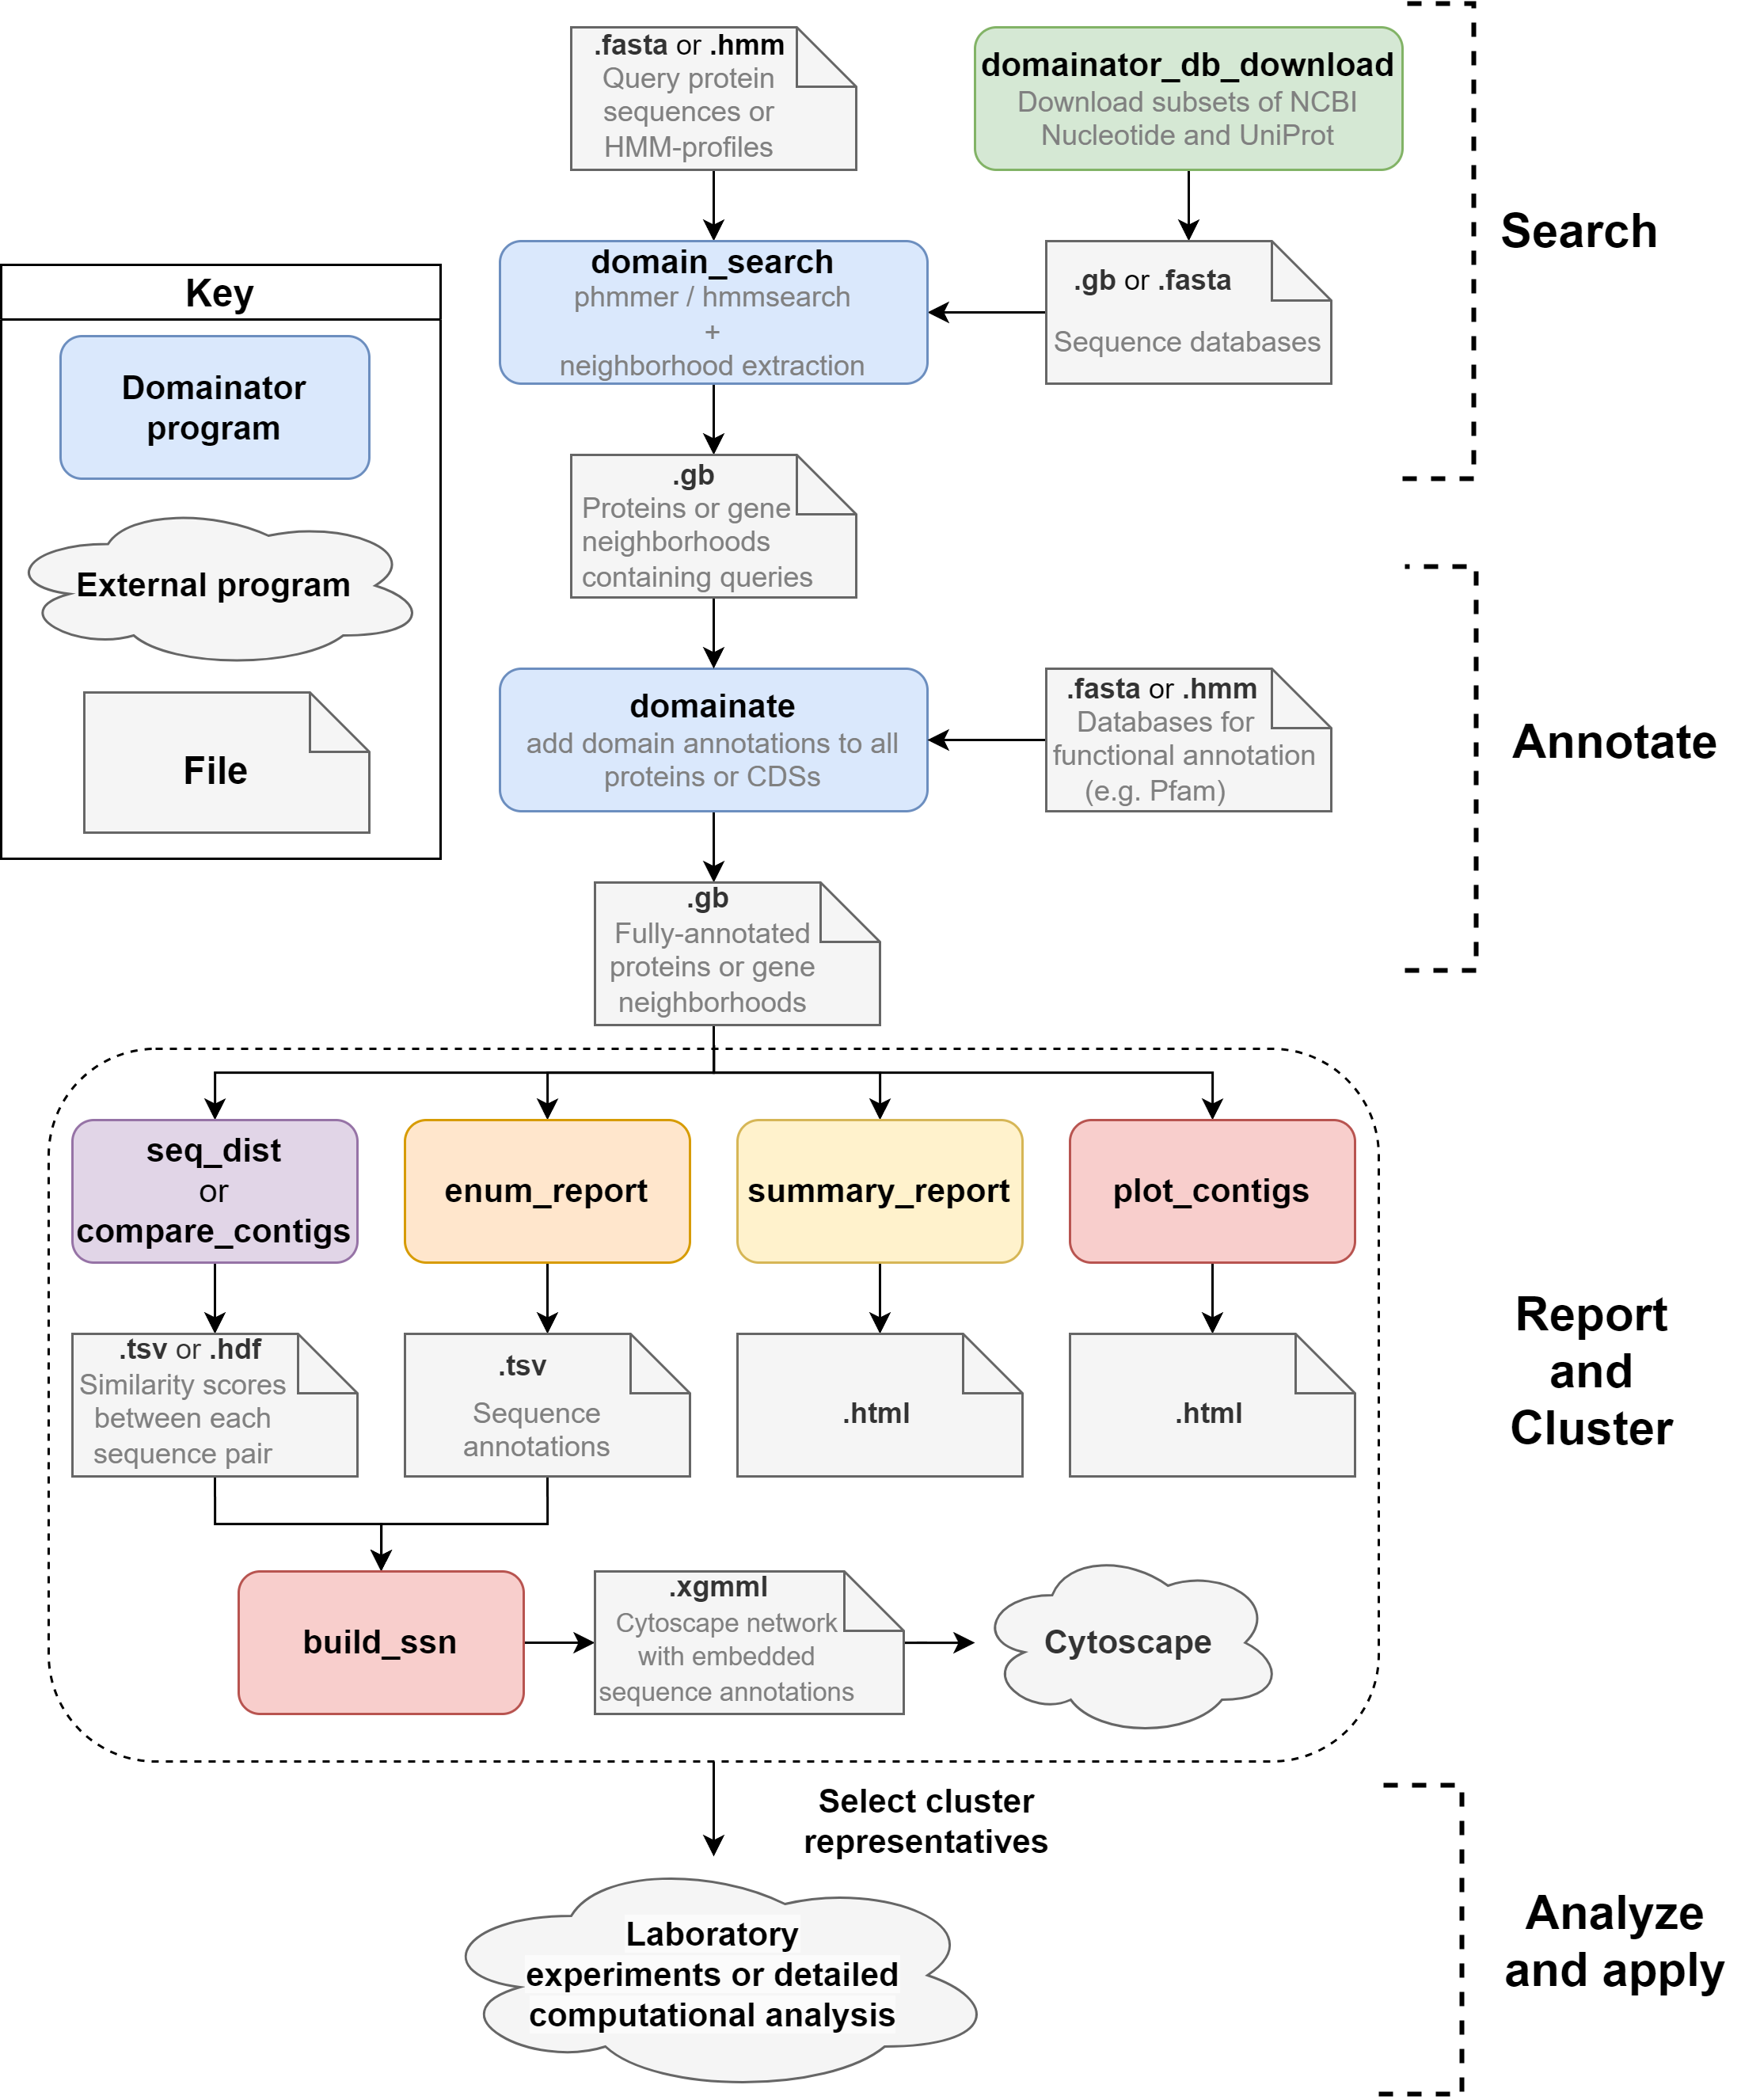 .fasta or .hmm
Query protein
sequences or
HMM-profiles
domainator_db_download
Download subsets of NCBI
Nucleotide and UniProt
Search
domain_search
phmmer / hmmsearch
+
neighborhood extraction
.gb or .fasta
Sequence databases
Key
Domainator
program
External program
File
.gb
Proteins or gene
neighborhoods
containing queries
domainate
add domain annotations to all
proteins or CDSs
.fasta or .hmm
Databases for
functional annotation
(e.g. Pfam)
Annotate
.gb
Fully-annotated
proteins or gene
neighborhoods
seq_dist
or
compare_contigs
enum_report
summary_report
plot_contigs
.tsv or .hdf
Similarity scores
between each
sequence pair
.tsv
Sequence
annotations
.html
.html
Report
and
Cluster
build_ssn
.xgmml
Cytoscape network
with embedded
sequence annotations
Cytoscape
Select cluster
representatives
Laboratory
experiments or detailed
computational analysis
Analyze
and apply